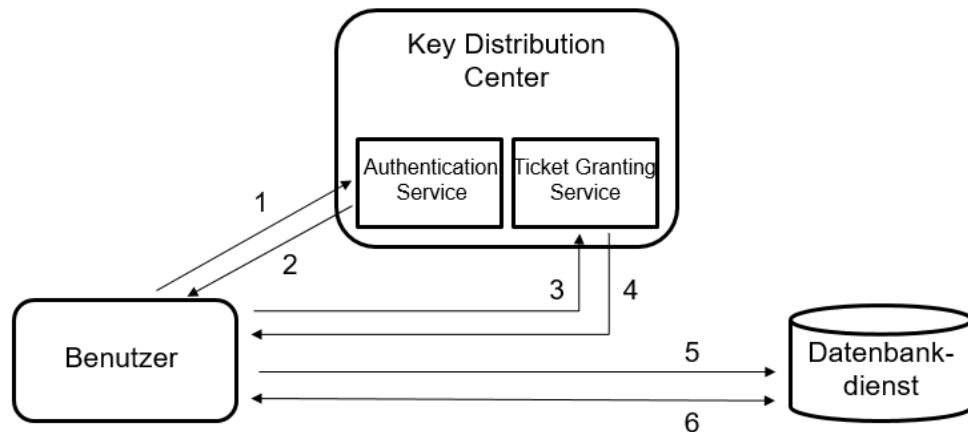 Key Distribution
Center
Authentication
Service
Ticket Granting
Service
1
2
3
4
Benutzer
5
Datenbank-
dienst
6